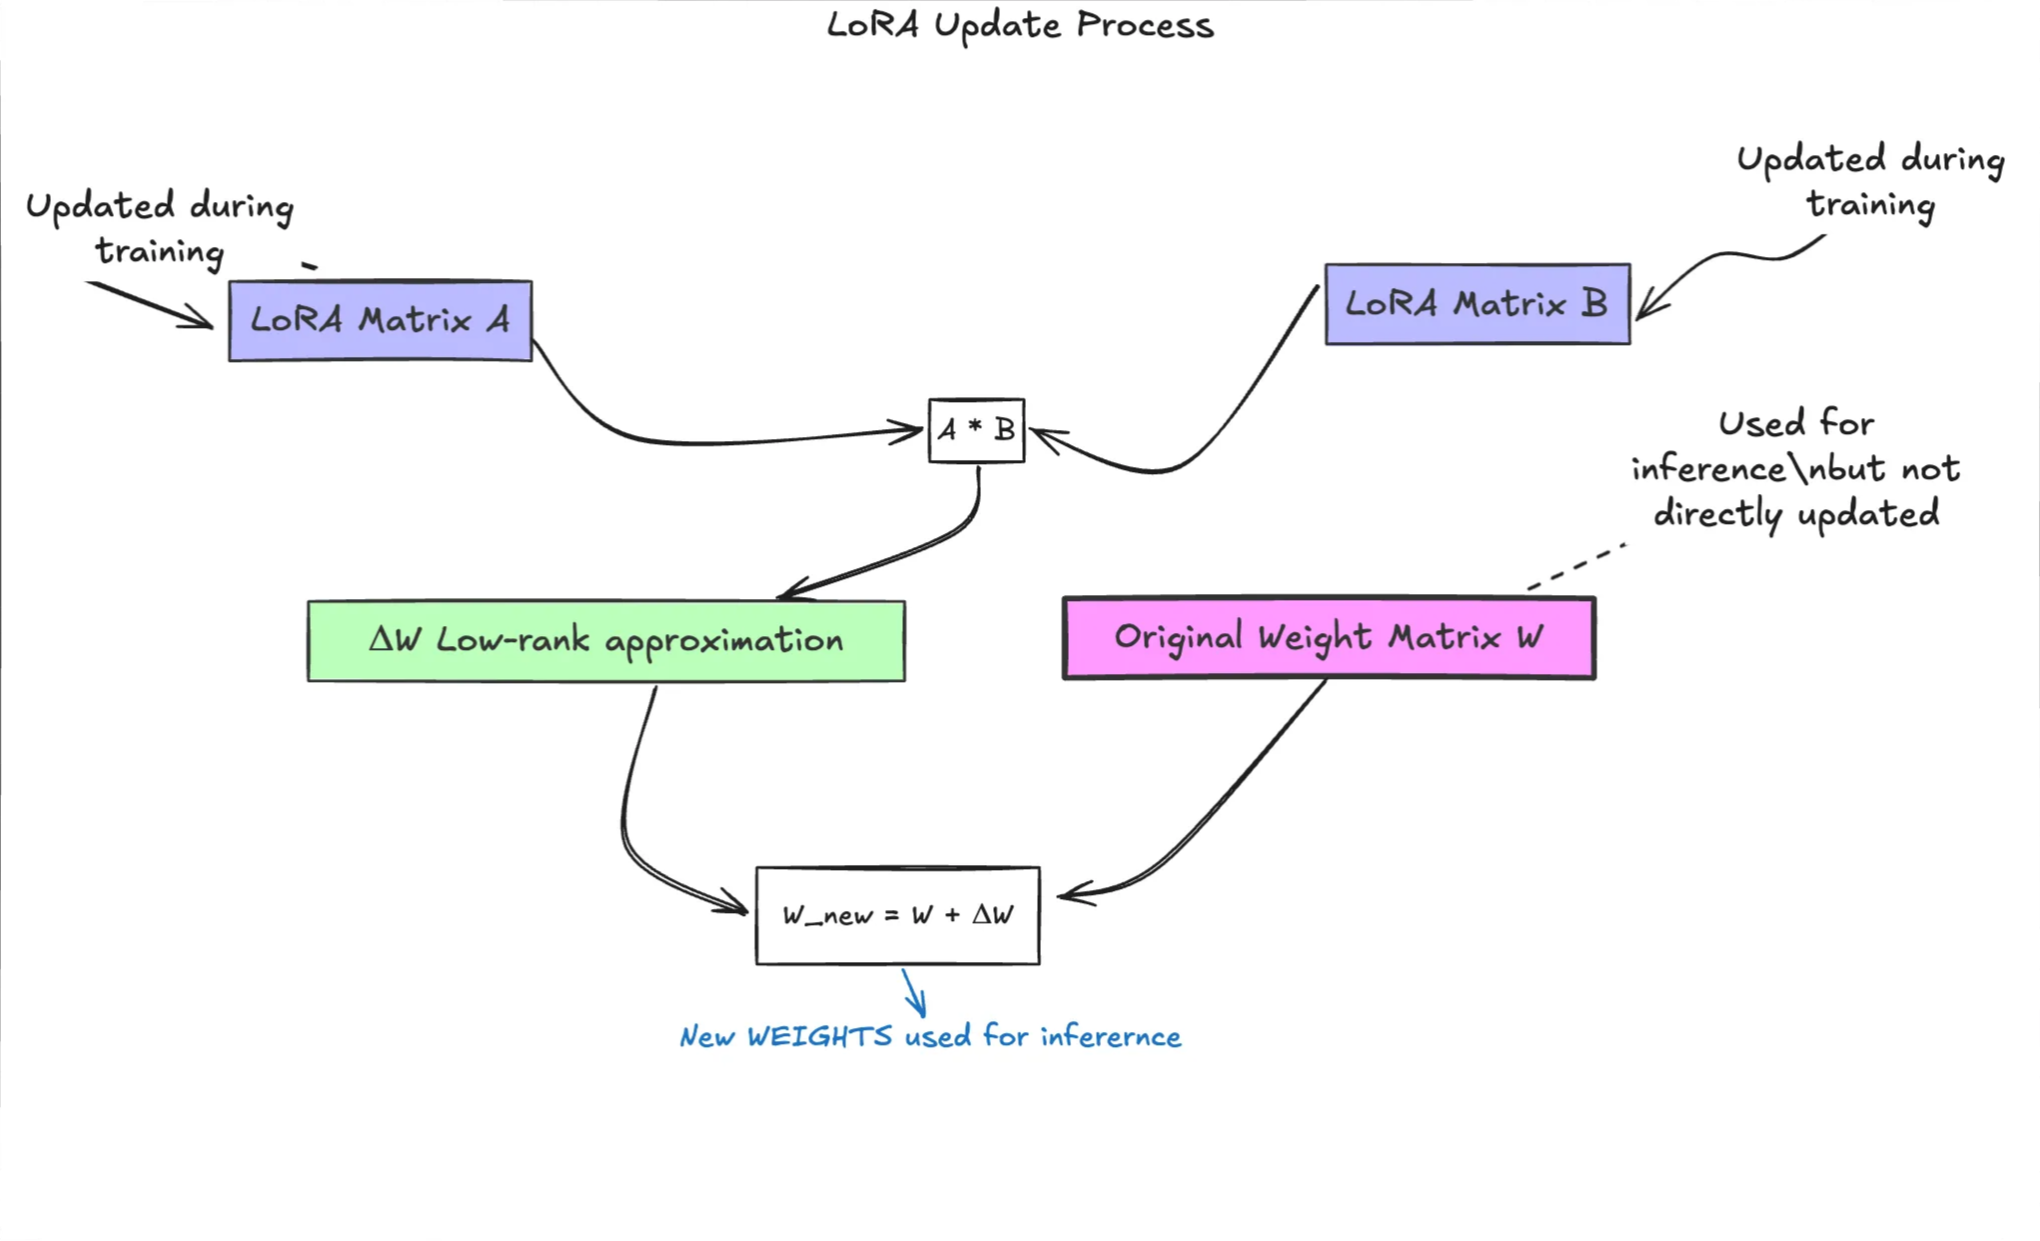 LoRA Update Process
Updated during
training
Updated during
training
LoRA Matrix A
LoRA Matrix B
A * B
Used for
inference\nbut not
directly updated
ΔW Low-rank approximation
Original Weight Matrix W
W_new = W + ΔW
New WEIGHTS used for inferernce